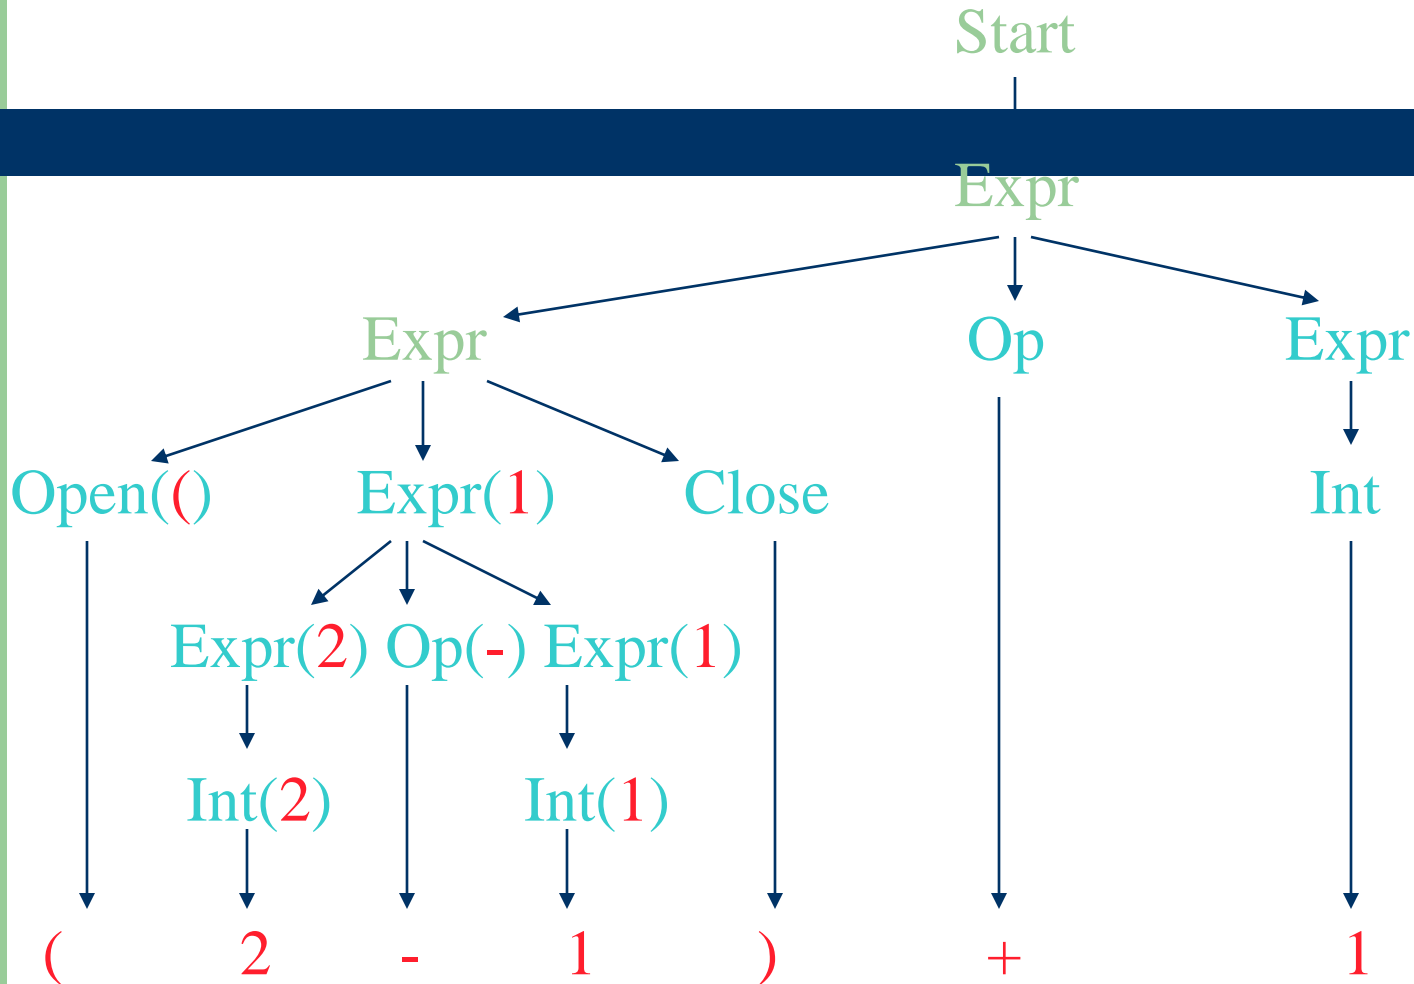 Start
Expr
Expr Op Expr
Open(() Expr(1) Close Int
Expr(2) Op(-) Expr(1)
Int(2) Int(1)
( 2 - 1 ) + 1